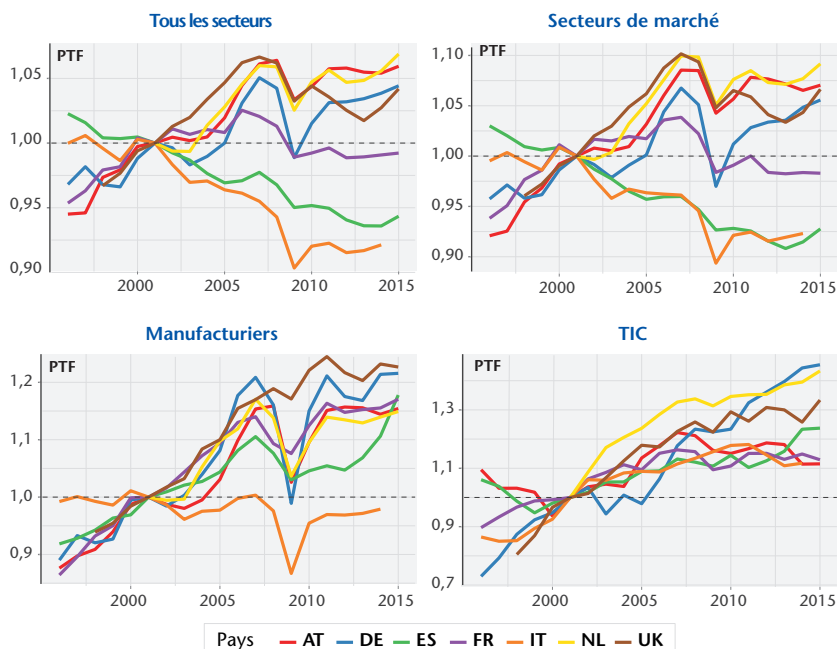 Tous les secteurs
PTF
1,05
1,00
0,95
0,90
2000 2005 2010 2015
Secteurs de marché
PTF
1,10
1,05
1,00
0,95
0,90
2000 2005 2010 2015
Manufacturiers
PTF
1,2
1,1
1,0
0,9
2000 2005 2010 2015
TIC
PTF
1,3
1,1
1,0
0,2
0,7
2000 2005 2010 2015
Pays AT DE ES FR IT NL UK